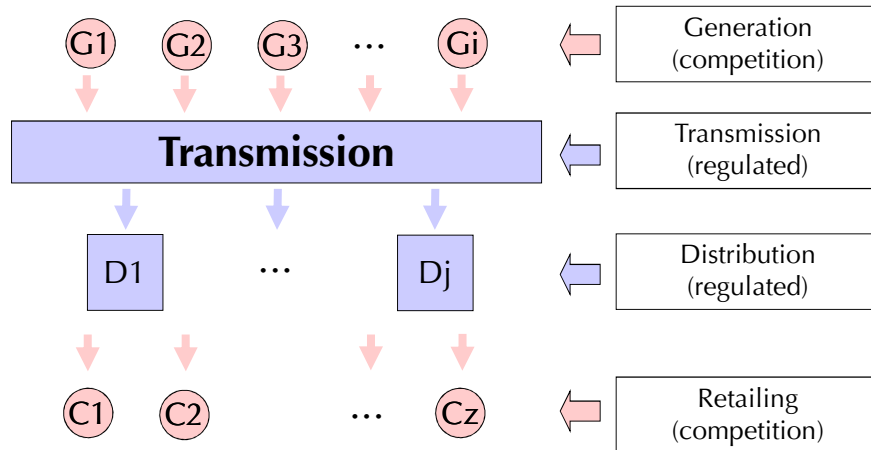 G1 G2 G3 ... Gi
Generation
(competition)
Transmission
Transmission
(regulated)
D1 ... Dj
Distribution
(regulated)
C1 C2 ... Cz
Retailing
(competition)